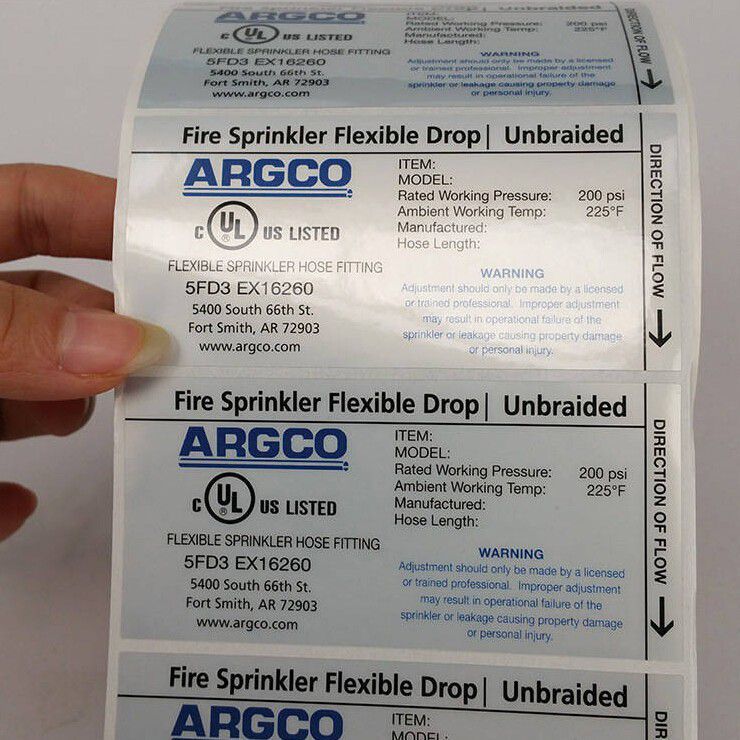 ARGCO
C UL ® US LISTED
FLEXIBLE SPRINKLER HOSE FITTING
5FD3 EX16260
5400 South 66th St.
Fort Smith, AR 72903
www.argco.com
ITEM:
MODEL:
Rated Working Pressure: 200 psi
Ambient Working Temp: 225°F
Manufactured:
Hose Length:
WARNING
Adjustment should only be made by a licensed
or trained professional. Improper adjustment
may result in operational failure of the
sprinkler or leakage causing property damage
or personal injury.
DIRECTION OF FLOW
Fire Sprinkler Flexible Drop | Unbraided
ARGCO
C UL ® US LISTED
FLEXIBLE SPRINKLER HOSE FITTING
5FD3 EX16260
5400 South 66th St.
Fort Smith, AR 72903
www.argco.com
ITEM:
MODEL:
Rated Working Pressure: 200 psi
Ambient Working Temp: 225°F
Manufactured:
Hose Length:
WARNING
Adjustment should only be made by a licensed
or trained professional. Improper adjustment
may result in operational failure of the
sprinkler or leakage causing property damage
or personal injury.
DIRECTION OF FLOW
Fire Sprinkler Flexible Drop | Unbraided
ARGCO
C UL ® US LISTED
FLEXIBLE SPRINKLER HOSE FITTING
5FD3 EX16260
5400 South 66th St.
Fort Smith, AR 72903
www.argco.com
ITEM:
MODEL:
Rated Working Pressure: 200 psi
Ambient Working Temp: 225°F
Manufactured:
Hose Length:
WARNING
Adjustment should only be made by a licensed
or trained professional. Improper adjustment
may result in operational failure of the
sprinkler or leakage causing property damage
or personal injury.
DIRECTION OF FLOW
Fire Sprinkler Flexible Drop | Unbraided
ARGCO
ITEM:
MODEL:
DIR